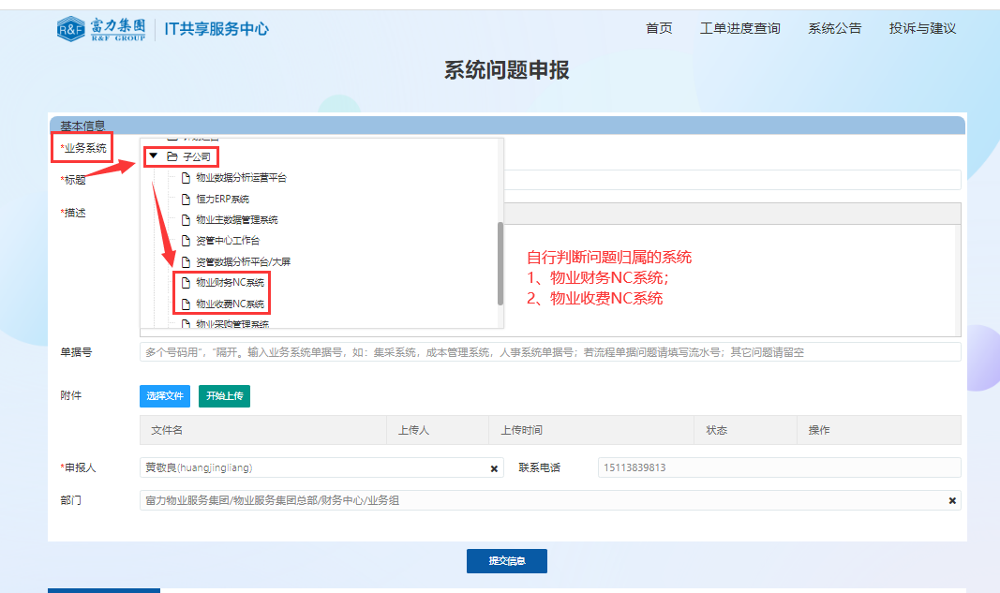 富力集团
R&F
R&F GROUP
IT共享服务中心
首页 工单进度查询 系统公告 投诉与建议
系统问题申报
基本信息
*业务系统
子公司
*标题
物业数据分析运营平台
恒力ERP系统
*描述
物业主数据管理系统
资管中心工作台
资管数据分析平台/大屏
物业财务NC系统
物业收费NC系统
物业采购管理系统
自行判断问题归属的系统
1、物业财务NC系统；
2、物业收费NC系统
单据号 多个号码用“，”隔开。输入业务系统单据号，如：集采系统，成本管理系统，人事系统单据号；若流程单据问题请填写流水号；其它问题请留空
附件 选择文件 开始上传
文件名 上传人 上传时间 状态 操作
*申报人 黄敬良(huangjingliang) 联系电话 15113839813
部门 富力物业服务集团/物业服务集团总部/财务中心/业务组
提交信息